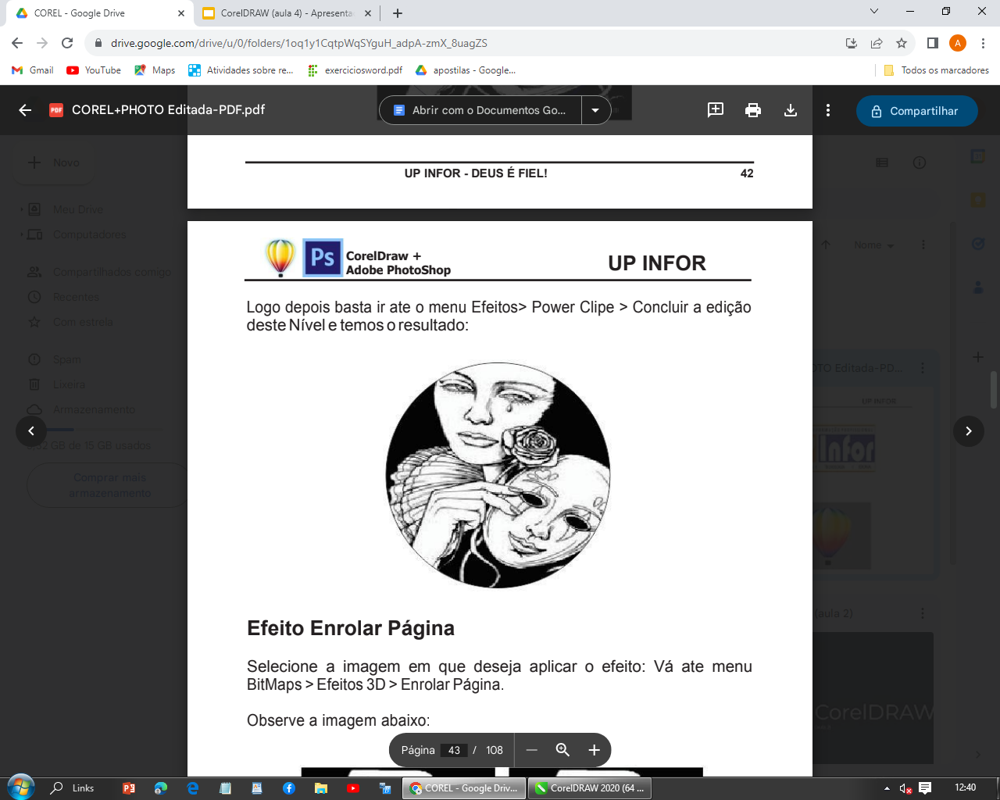 COREL - Google Drive
CorelDRAW (aula 4) - Apresenta
drive.google.com/drive/u/0/folders/1oq1y1CqtpWqSYguH_adpA-zmX_8uagZS
A
Gmail
YouTube
Maps
Atividades sobre re...
exerciciosword.pdf
apostilas - Google...
Todos os marcadores
PDF
COREL+PHOTO Editada-PDF.pdf
Abrir com o Documentos Go...
Compartilhar
Novo
Meu Drive
Computadores
Compartilhados comigo
Recentes
Com estrela
Spam
Lixeira
Armazenamento
GB de 15 GB usados
Comprar mais
armazenamento
UP INFOR - DEUS É FIEL!
42
Ps
CorelDraw +
Adobe PhotoShop
UP INFOR
Logo depois basta ir ate o menu Efeitos> Power Clipe > Concluir a edição
deste Nível e temos o resultado:
Efeito Enrolar Página
Selecione a imagem em que deseja aplicar o efeito: Vá ate menu
BitMaps > Efeitos 3D > Enrolar Página.
Observe a imagem abaixo:
Página 43 / 108
Nome
OTO Editada-PD...
UP INFOR
Infor
(aula 2)
CorelDRAW
Links
COREL - Google Driv...
CorelDRAW 2020 (64 ...
12:40